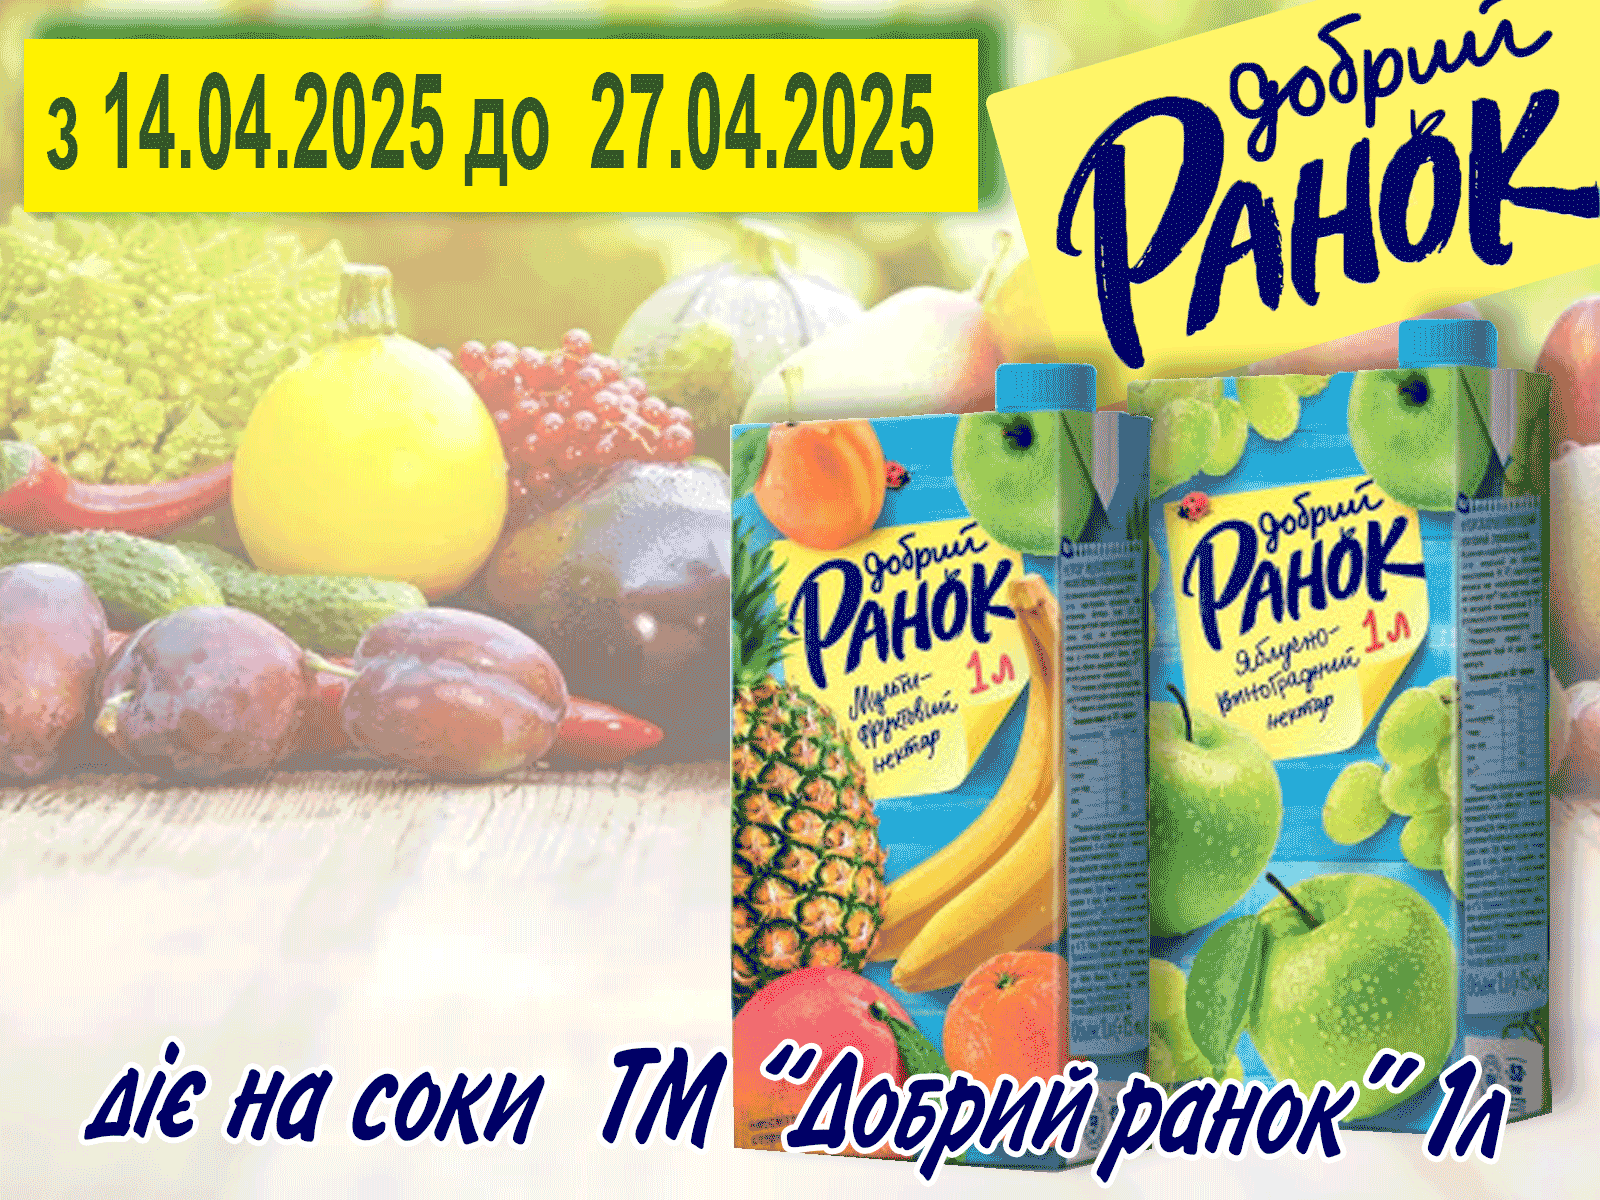 з 14.04.2025 до 27.04.2025
Добрий
РАНОК
Добрий
РАНОК
1л
Мульти-
фруктовий
нектар
Добрий
РАНОК
1л
Яблучно-
виноградний
нектар
діє на соки ТМ “Добрий ранок” 1л